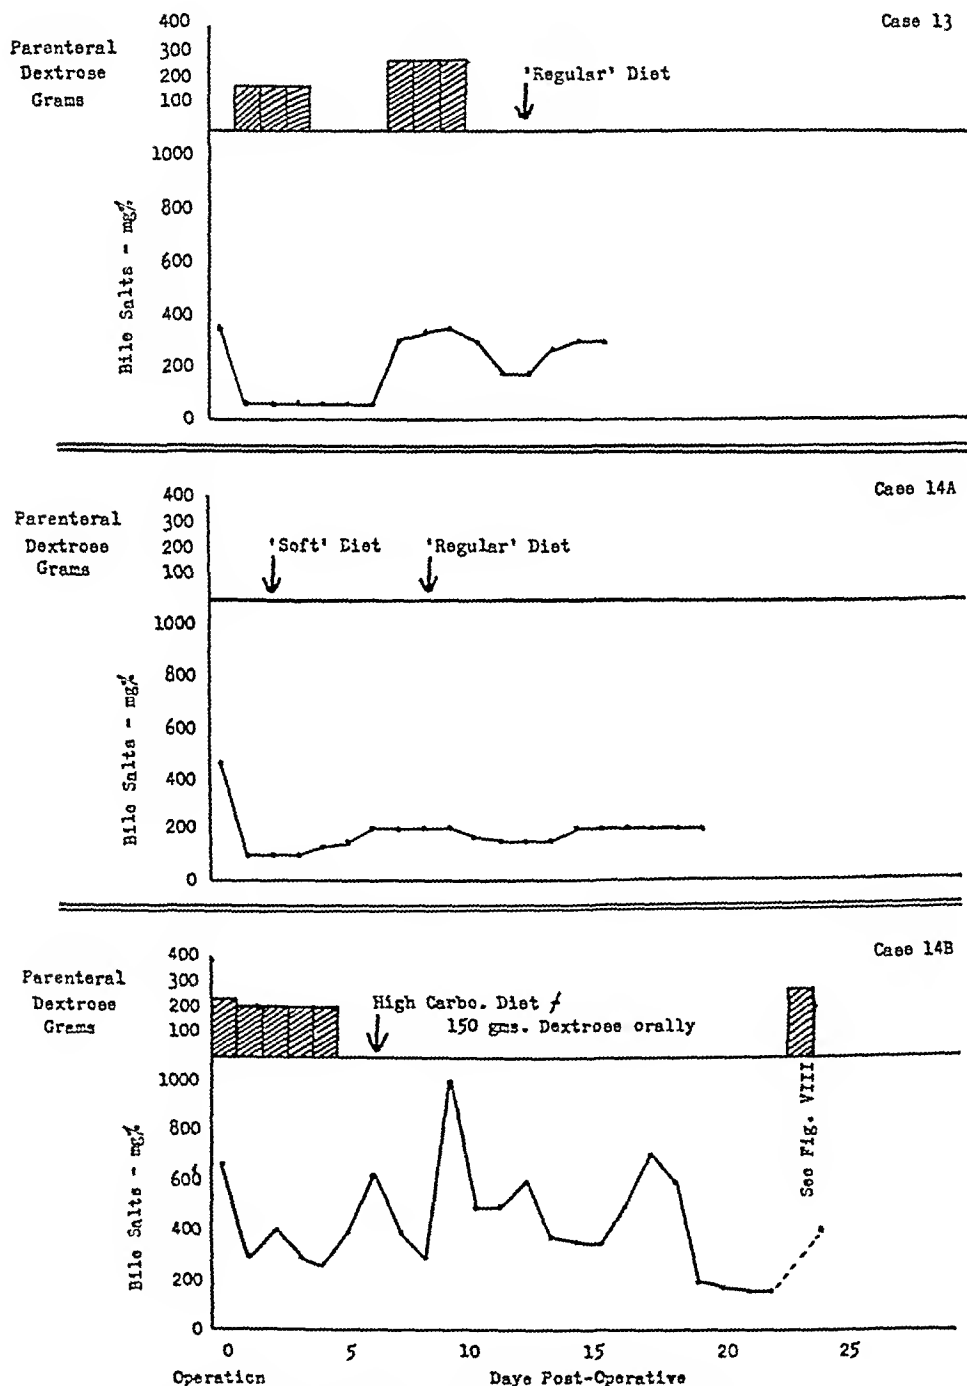 Case 13
400
300
200
100
Parenteral
Dextrose
Grams
'Regular' Diet
1000
800
600
400
200
0
Bile Salts - mg%
Case 14A
400
300
200
100
Parenteral
Dextrose
Grams
'Soft' Diet
'Regular' Diet
1000
800
600
400
200
0
Bile Salts - mg%
Case 14B
400
300
200
100
Parenteral
Dextrose
Grams
High Carbo. Diet
150 gms. Dextrose orally
1000
800
600
400
200
0
Bile Salts - mg%
See Fig. VIII
0 5 10 15 20 25
Operation
Days Post-Operative